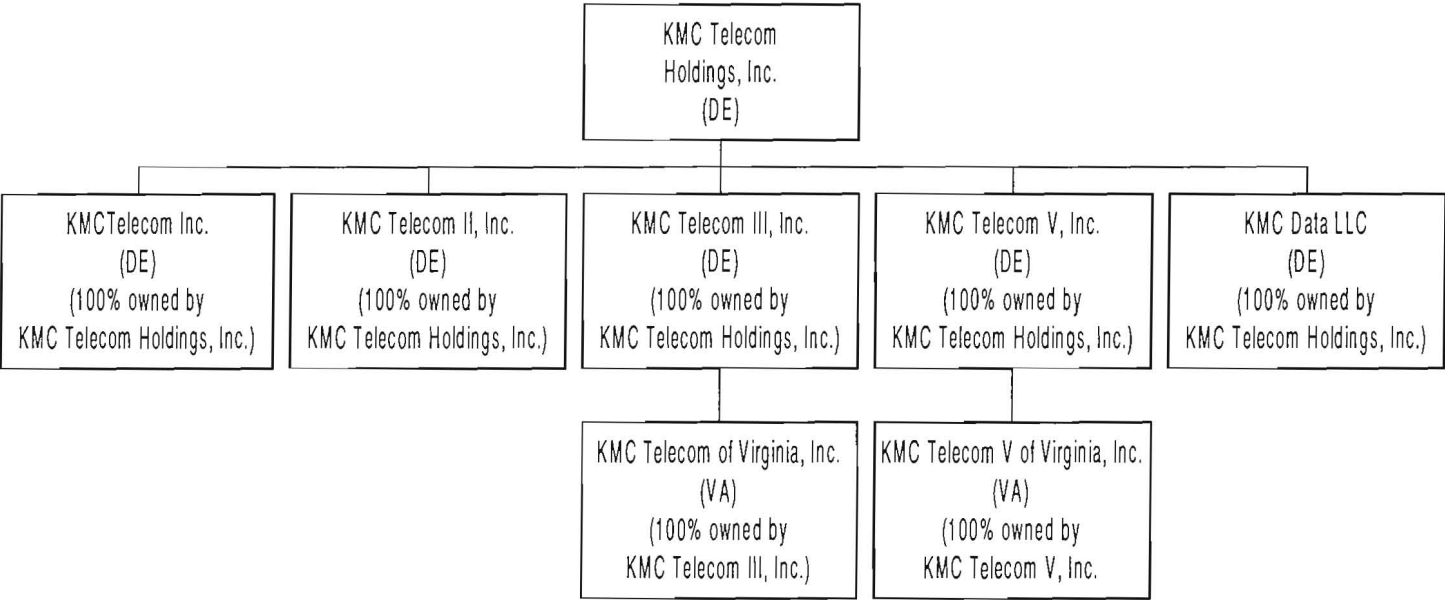 KMC Telecom
Holdings, Inc.
(DE)
KMCTelecom Inc.
(DE)
(100% owned by
KMC Telecom Holdings, Inc.)
KMC Telecom II, Inc.
(DE)
(100% owned by
KMC Telecom Holdings, Inc.)
KMC Telecom III, Inc.
(DE)
(100% owned by
KMC Telecom Holdings, Inc.)
KMC Telecom V, Inc.
(DE)
(100% owned by
KMC Telecom Holdings, Inc.)
KMC Data LLC
(DE)
(100% owned by
KMC Telecom Holdings, Inc.)
KMC Telecom of Virginia, Inc.
(VA)
(100% owned by
KMC Telecom III, Inc.)
KMC Telecom V of Virginia, Inc.
(VA)
(100% owned by
KMC Telecom V, Inc.